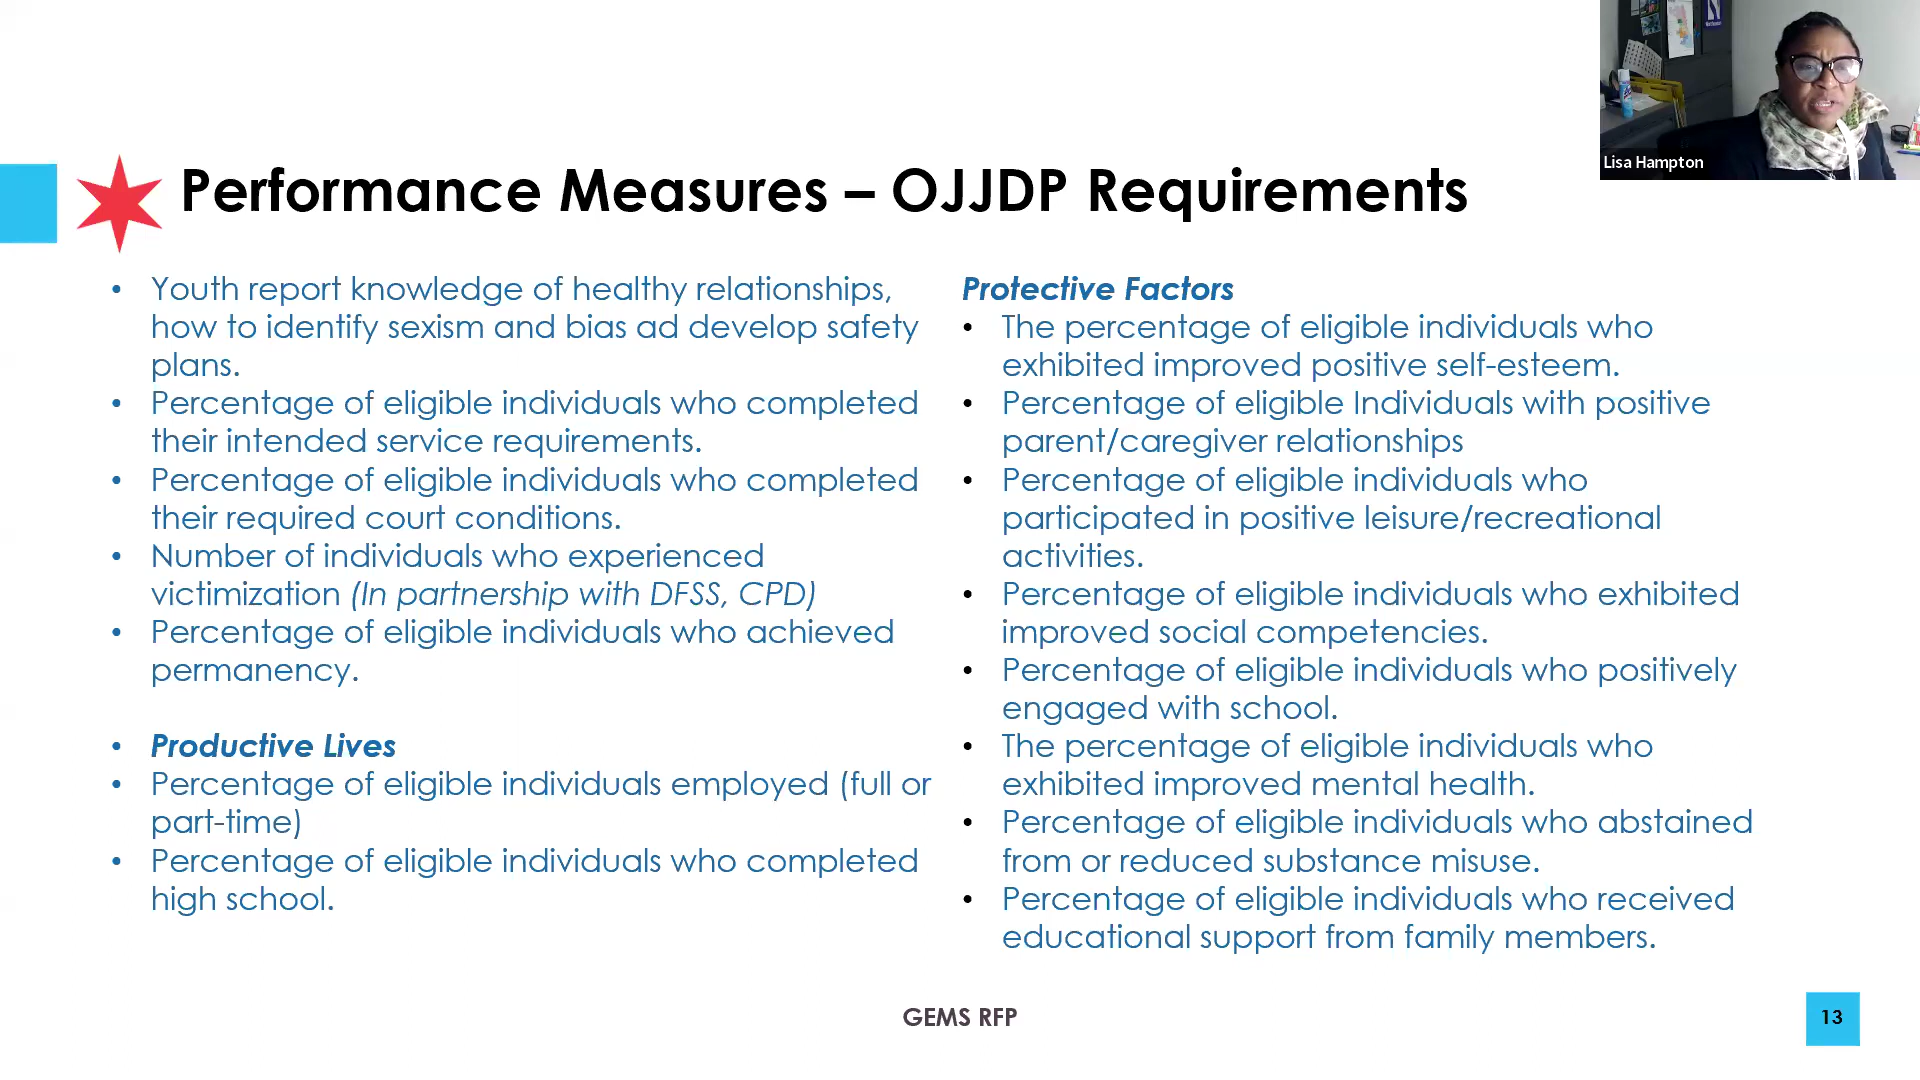 Lisa Hampton
Performance Measures – OJJDP Requirements
• Youth report knowledge of healthy relationships,
how to identify sexism and bias ad develop safety
plans.
• Percentage of eligible individuals who completed
their intended service requirements.
• Percentage of eligible individuals who completed
their required court conditions.
• Number of individuals who experienced
victimization (In partnership with DFSS, CPD)
• Percentage of eligible individuals who achieved
permanency.
• Productive Lives
• Percentage of eligible individuals employed (full or
part-time)
• Percentage of eligible individuals who completed
high school.
Protective Factors
• The percentage of eligible individuals who
exhibited improved positive self-esteem.
• Percentage of eligible Individuals with positive
parent/caregiver relationships
• Percentage of eligible individuals who
participated in positive leisure/recreational
activities.
• Percentage of eligible individuals who exhibited
improved social competencies.
• Percentage of eligible individuals who positively
engaged with school.
• The percentage of eligible individuals who
exhibited improved mental health.
• Percentage of eligible individuals who abstained
from or reduced substance misuse.
• Percentage of eligible individuals who received
educational support from family members.
GEMS RFP
13